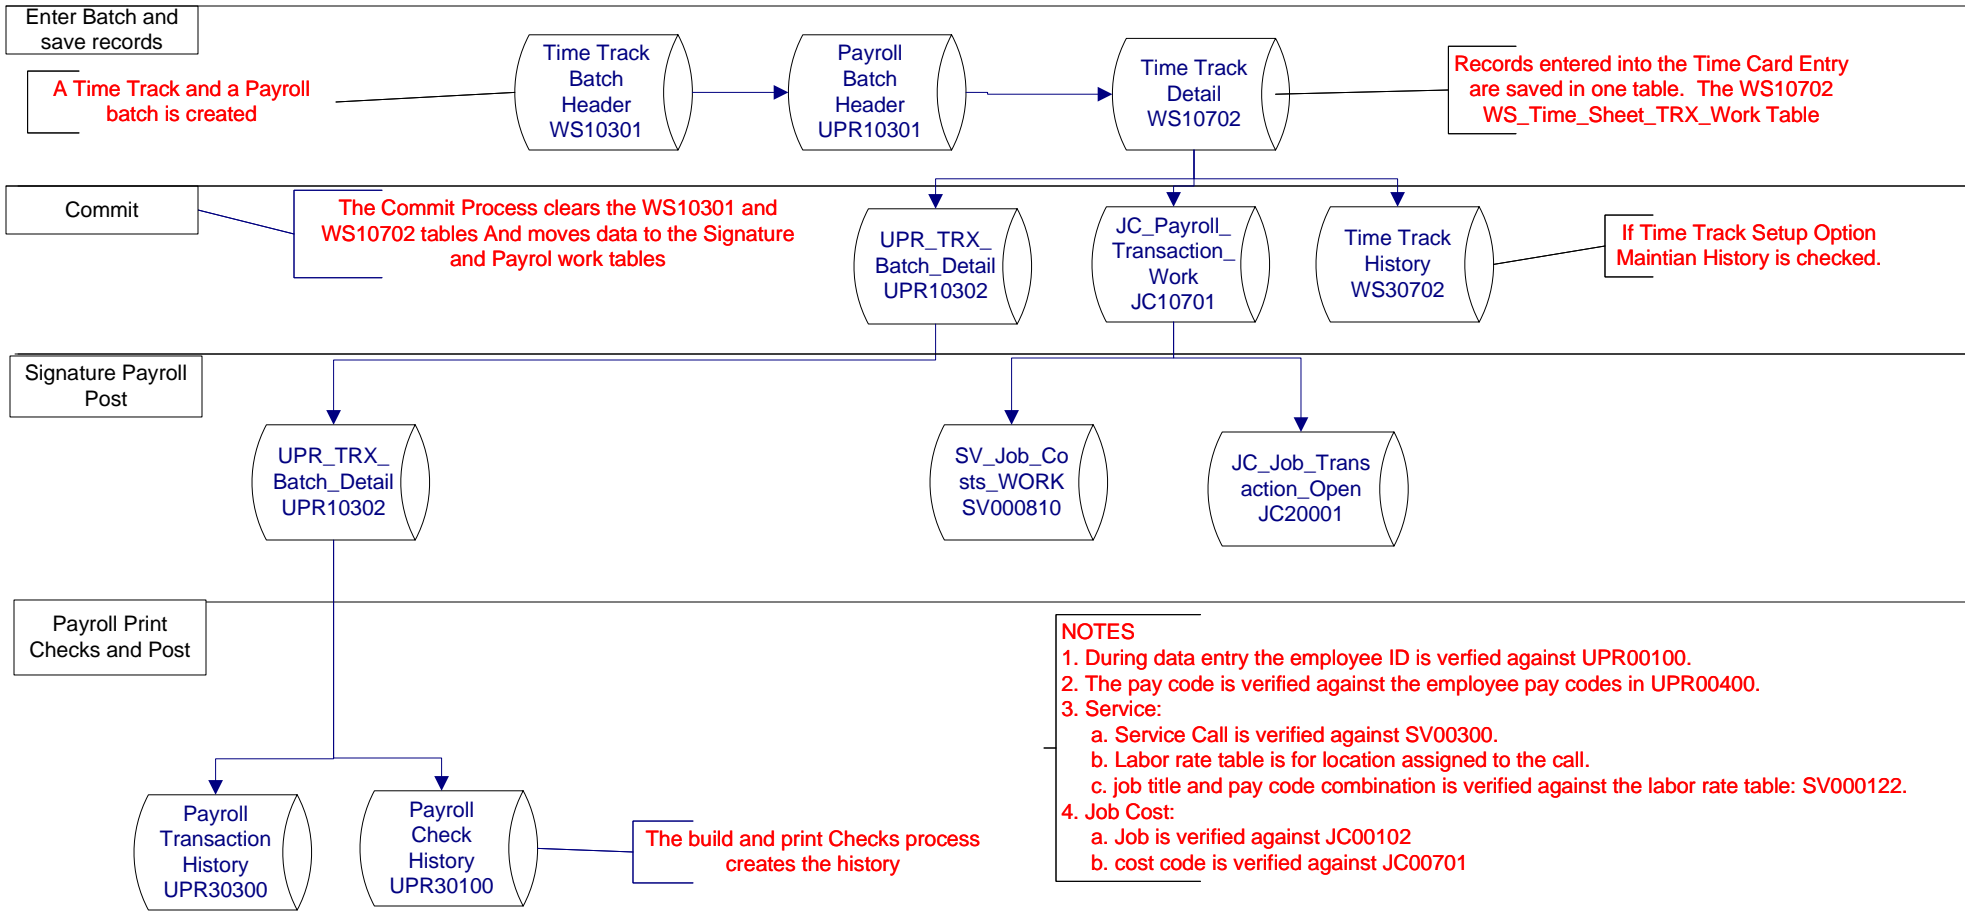 Enter Batch and
save records
A Time Track and a Payroll
batch is created
Time Track
Batch
Header
WS10301
Payroll
Batch
Header
UPR10301
Time Track
Detail
WS10702
Records entered into the Time Card Entry
are saved in one table.  The WS10702
WS_Time_Sheet_TRX_Work Table
Commit
The Commit Process clears the WS10301 and
WS10702 tables And moves data to the Signature
and Payrol work tables
UPR_TRX_
Batch_Detail
UPR10302
JC_Payroll_
Transaction_
Work
JC10701
Time Track
History
WS30702
If Time Track Setup Option
Maintian History is checked.
Signature Payroll
Post
UPR_TRX_
Batch_Detail
UPR10302
SV_Job_Co
sts_WORK
SV000810
JC_Job_Trans
action_Open
JC20001
Payroll Print
Checks and Post
Payroll
Transaction
History
UPR30300
Payroll
Check
History
UPR30100
The build and print Checks process
creates the history
NOTES
1. During data entry the employee ID is verfied against UPR00100.
2. The pay code is verified against the employee pay codes in UPR00400.
3. Service:
a. Service Call is verified against SV00300.
b. Labor rate table is for location assigned to the call.
c. job title and pay code combination is verified against the labor rate table: SV000122.
4. Job Cost:
a. Job is verified against JC00102
b. cost code is verified against JC00701